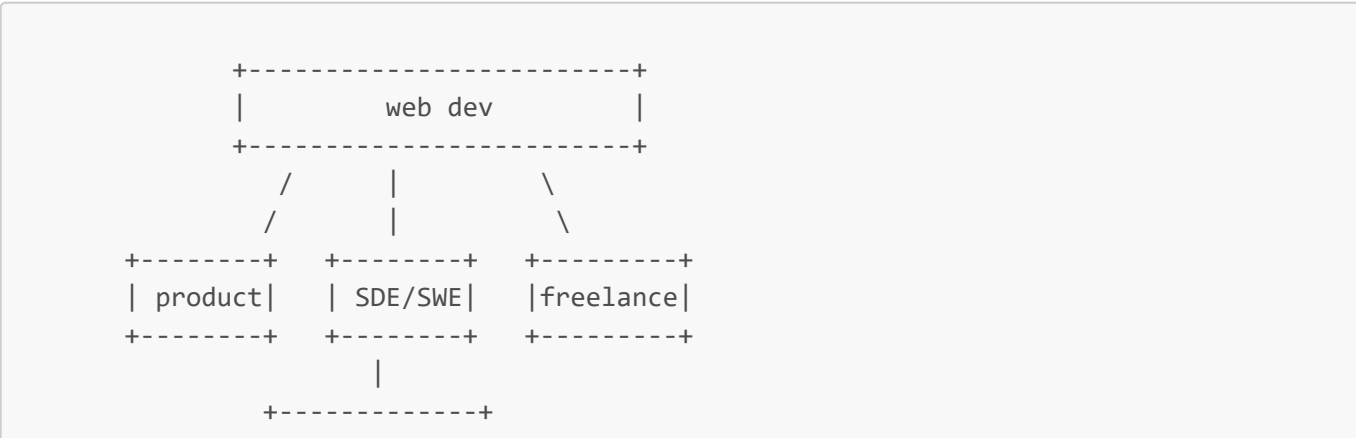 +-------------------------+
| web dev |
+-------------------------+
/ | \
/ | \
+--------+ +--------+ +---------+
| product| | SDE/SWE| |freelance|
+--------+ +--------+ +---------+
|
+-------------+